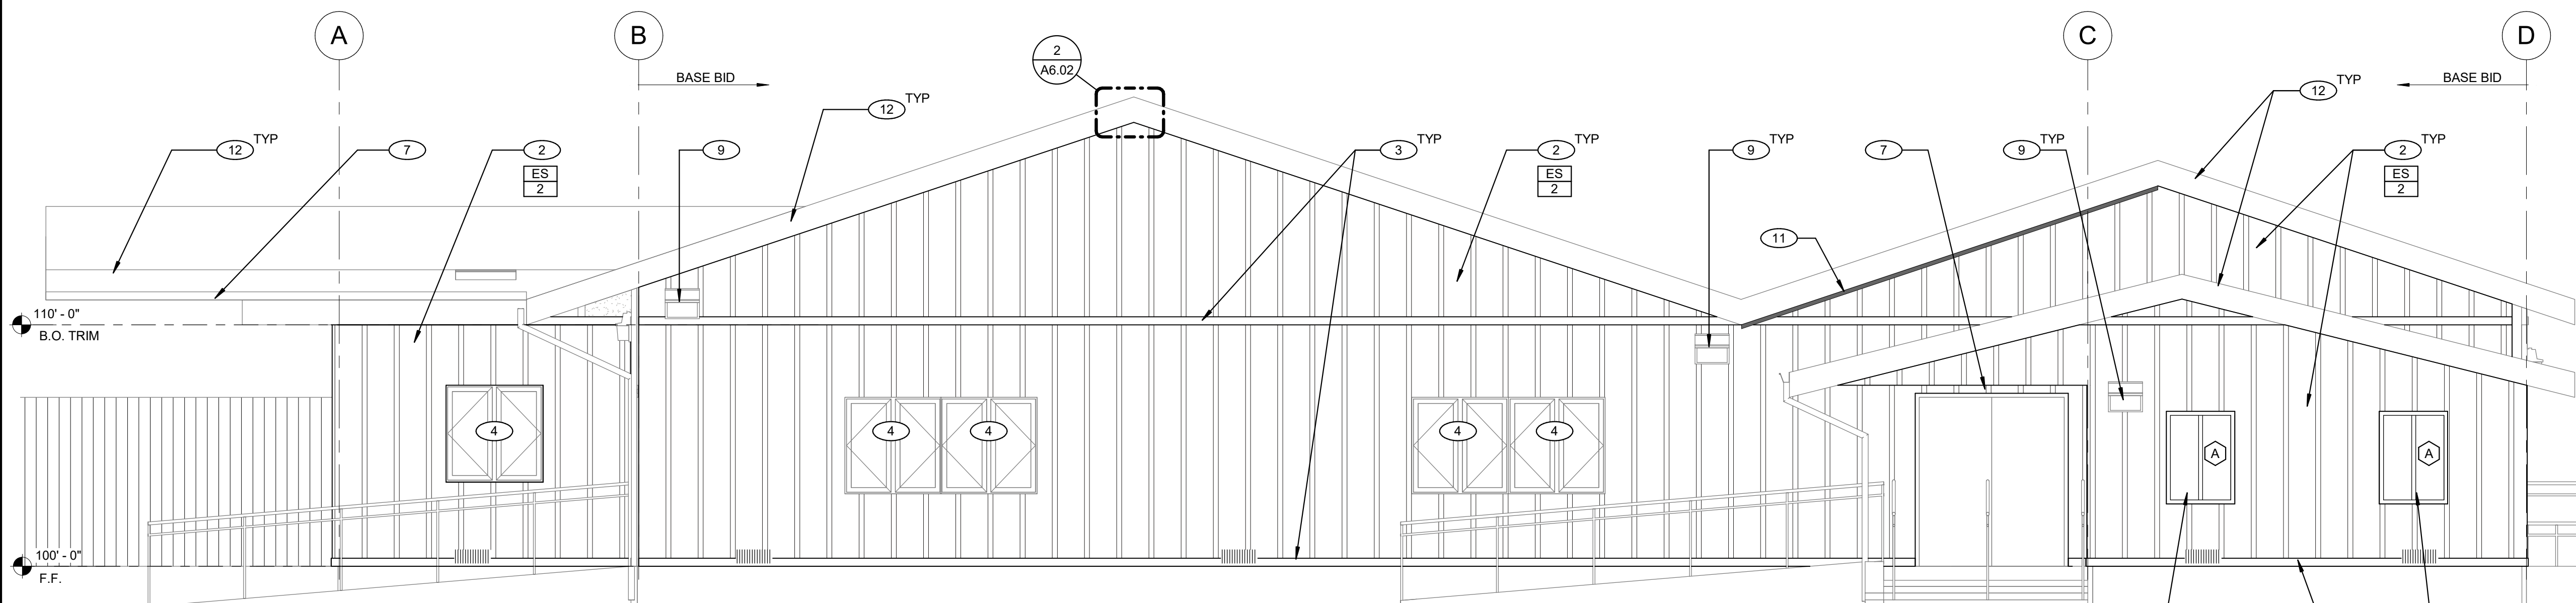 A
B
C
D
2
A6.02
BASE BID
BASE BID
12 TYP
12 TYP
12 TYP
7
2
ES
2
9
3 TYP
2 TYP
ES
2
9 TYP
7
9 TYP
2 TYP
ES
2
11
110' - 0"
B.O. TRIM
4
4
4
4
4
A
A
100' - 0"
F.F.